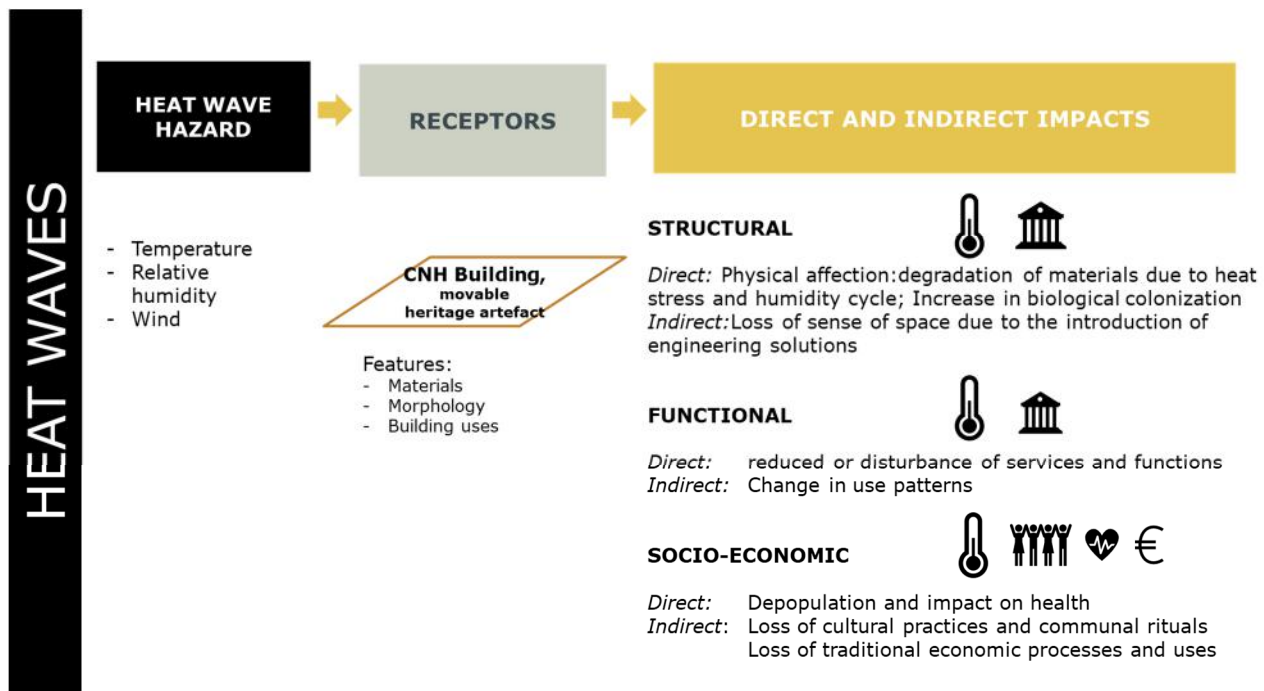 HEAT WAVES
HEAT WAVE
HAZARD
RECEPTORS
DIRECT AND INDIRECT IMPACTS
- Temperature
- Relative
humidity
- Wind
CNH Building,
movable
heritage artefact
Features:
- Materials
- Morphology
- Building uses
STRUCTURAL
Direct: Physical affection:degradation of materials due to heat
stress and humidity cycle; Increase in biological colonization
Indirect:Loss of sense of space due to the introduction of
engineering solutions
FUNCTIONAL
Direct: reduced or disturbance of services and functions
Indirect: Change in use patterns
SOCIO-ECONOMIC
€
Direct: Depopulation and impact on health
Indirect: Loss of cultural practices and communal rituals
Loss of traditional economic processes and uses